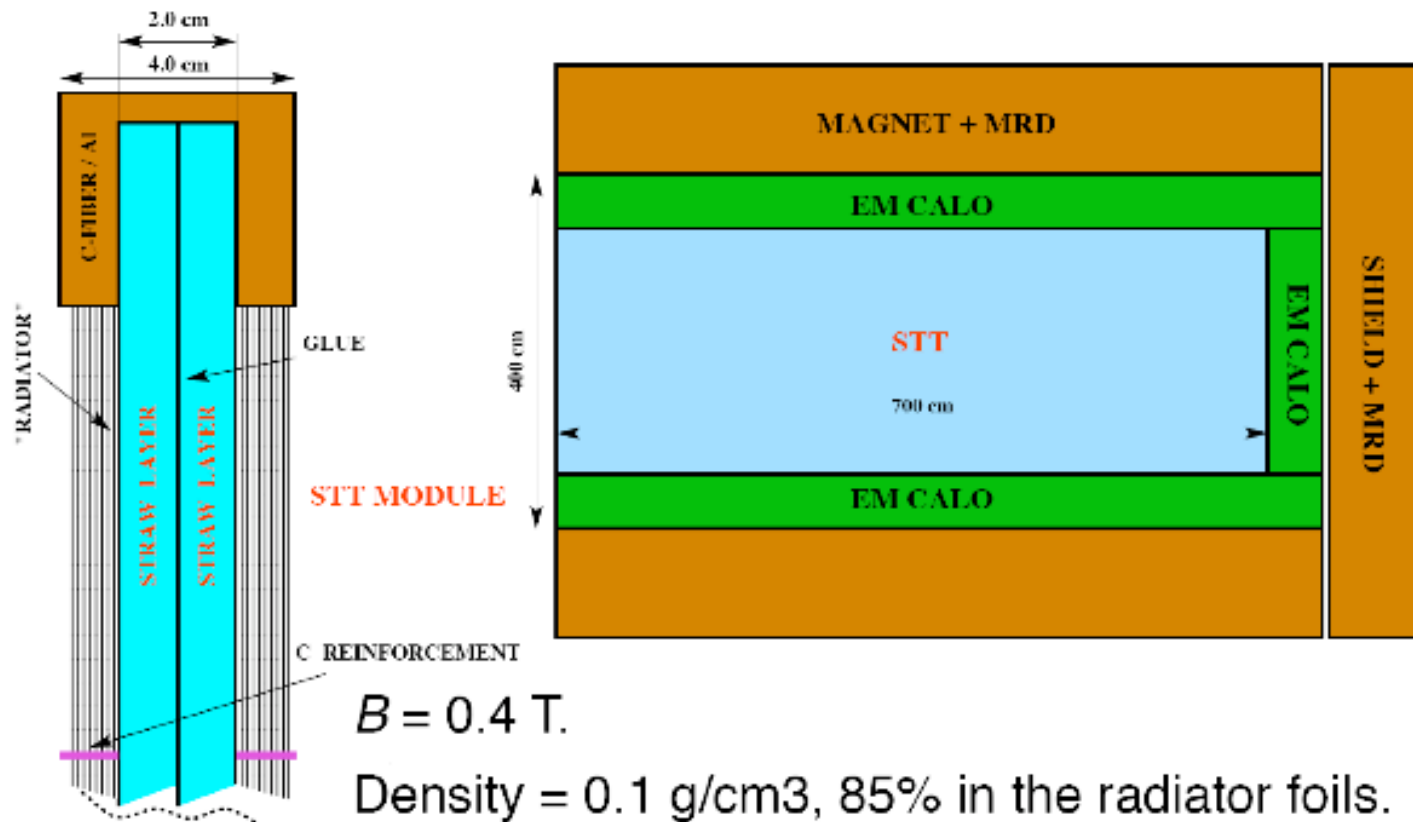 2.0 cm
4.0 cm
C-FIBER / Al
"RADIATOR"
GLUE
STRAW LAYER
STRAW LAYER
STT MODULE
C REINFORCEMENT
MAGNET + MRD
EM CALO
400 cm
STT
700 cm
EM CALO
SHIELD + MRD
EM CALO
B = 0.4 T.
Density = 0.1 g/cm3, 85% in the radiator foils.